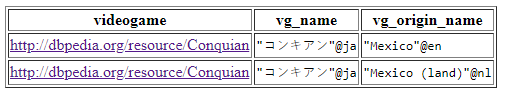 videogame vg_name vg_origin_name
http://dbpedia.org/resource/Conquian "コンキアン"@ja "Mexico"@en
http://dbpedia.org/resource/Conquian "コンキアン"@ja "Mexico (land)"@nl